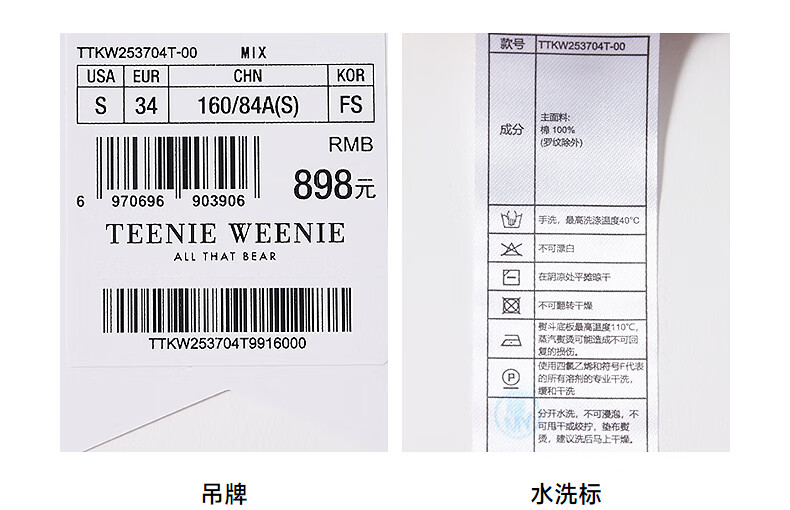 TTKW253704T-00 MIX
USA EUR CHN KOR
S 34 160/84A(S) FS
RMB
898元
6 970696 903906
TEENIE WEENIE
ALL THAT BEAR
TTKW253704T9916000
吊牌
款号 TTKW253704T-00
成分
主面料:
棉 100%
(罗纹除外)
手洗，最高洗涤温度40°C
不可漂白
在阴凉处平摊晾干
不可翻转干燥
熨斗底板最高温度110°C,
蒸汽熨烫可能造成不可回
复的损伤。
使用四氯乙烯和符号F代表
的所有溶剂的专业干洗,
缓和干洗
分开水洗，不可浸泡，不
可甩干或绞拧，垫布熨
烫，建议洗后马上干燥。
水洗标